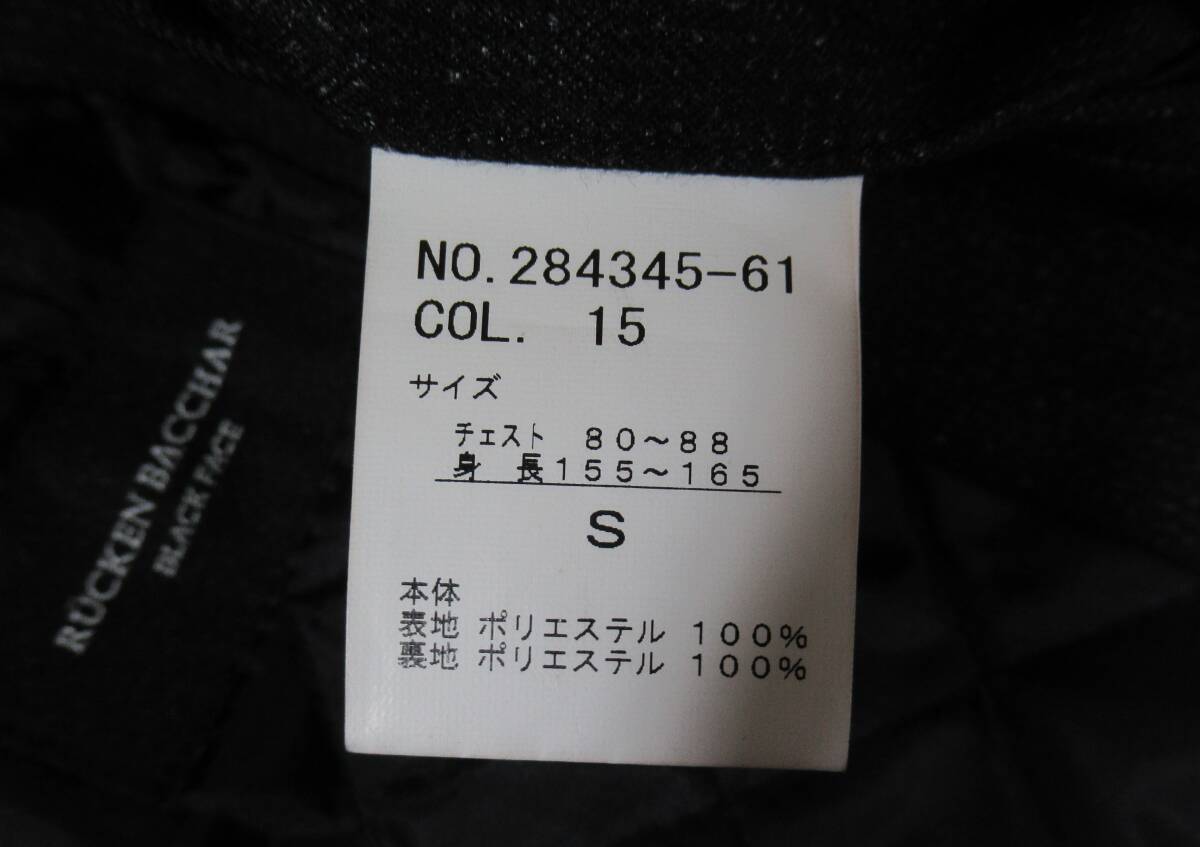 NO.284345-61
COL. 15
サイズ
チェスト 80～88
身 長155～165
S
本体
表地 ポリエステル 100%
裏地 ポリエステル 100%
RÜCKEN BACCHAR
BLACK FACE